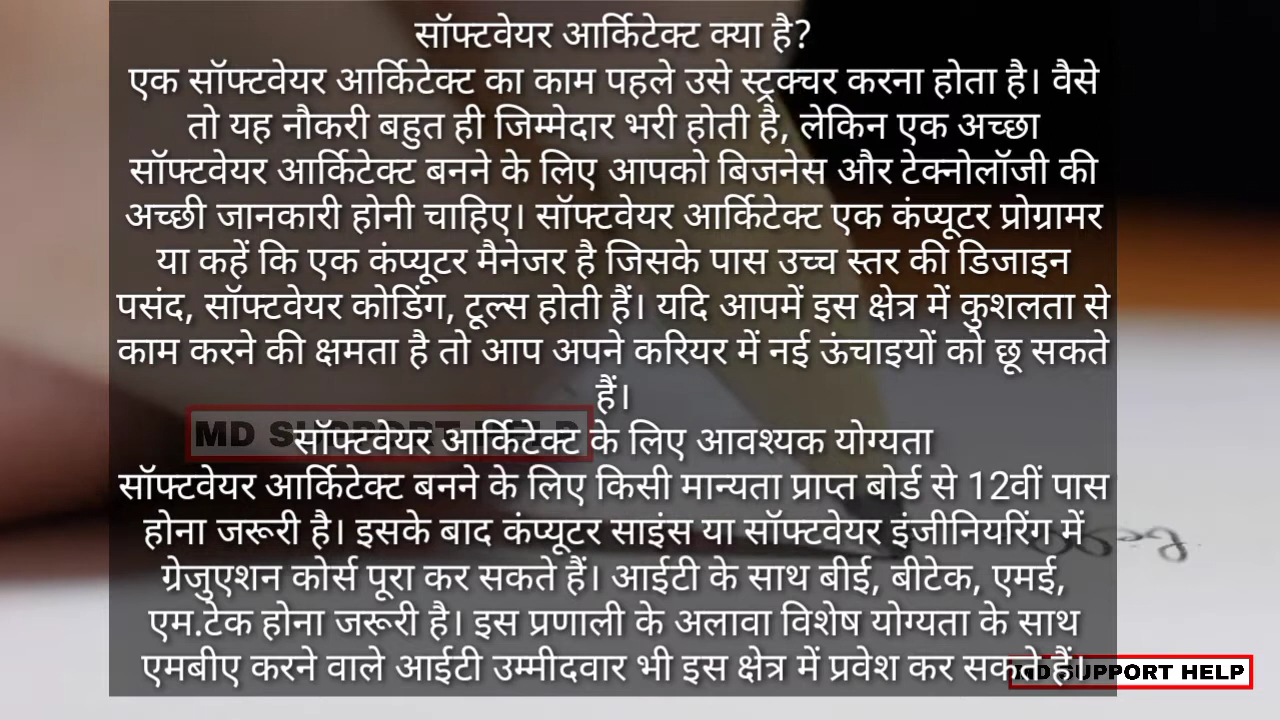 सॉफ्टवेयर आर्किटेक्ट क्या है?
एक सॉफ्टवेयर आर्किटेक्ट का काम पहले उसे स्ट्रक्चर करना होता है। वैसे
तो यह नौकरी बहुत ही जिम्मेदार भरी होती है, लेकिन एक अच्छा
सॉफ्टवेयर आर्किटेक्ट बनने के लिए आपको बिजनेस और टेक्नोलॉजी की
अच्छी जानकारी होनी चाहिए। सॉफ्टवेयर आर्किटेक्ट एक कंप्यूटर प्रोग्रामर
या कहें कि एक कंप्यूटर मैनेजर है जिसके पास उच्च स्तर की डिजाइन
पसंद, सॉफ्टवेयर कोडिंग, टूल्स होती हैं। यदि आपमें इस क्षेत्र में कुशलता से
काम करने की क्षमता है तो आप अपने करियर में नई ऊंचाइयों को छू सकते
हैं।
MD SUPPORT HELP
सॉफ्टवेयर आर्किटेक्ट के लिए आवश्यक योग्यता
सॉफ्टवेयर आर्किटेक्ट बनने के लिए किसी मान्यता प्राप्त बोर्ड से 12वीं पास
होना जरूरी है। इसके बाद कंप्यूटर साइंस या सॉफ्टवेयर इंजीनियरिंग में
ग्रेजुएशन कोर्स पूरा कर सकते हैं। आईटी के साथ बीई, बीटेक, एमई,
एम.टेक होना जरूरी है। इस प्रणाली के अलावा विशेष योग्यता के साथ
एमबीए करने वाले आईटी उम्मीदवार भी इस क्षेत्र में प्रवेश कर सकते हैं।
MD SUPPORT HELP